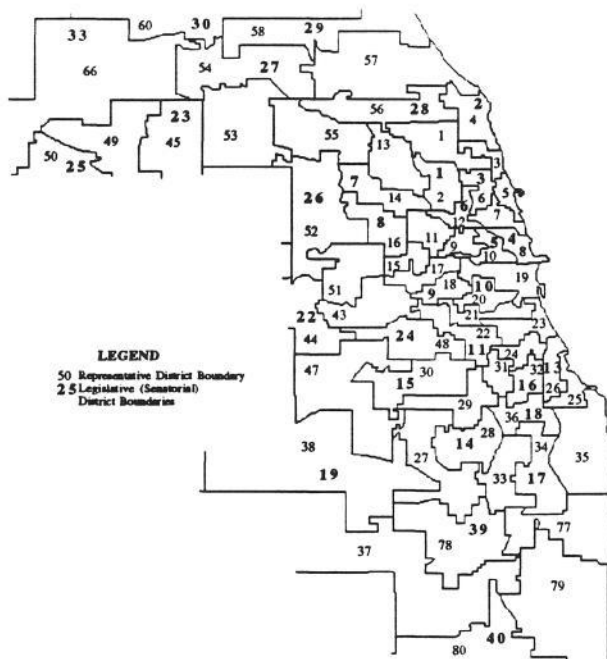 60 30 58 29
33
57
66 54 27
2
56 28 4
23
49 45 53 55 13 1
50 25 3
1 3 5
7 2 6
26 14 6 7
52 8 12
11 5 4
16 9 10 8
15 17 19
51 18 10
9 20
22 43 21 23
44 24 22
48 11 24
47 30 31 32 13
15 16 26
29 25
36 18
38 14 28 34
27 35
19 33 17
39 77
37 78
79
40
80
LEGEND
50 Representative District Boundary
25 Legislative (Senatorial)
District Boundaries